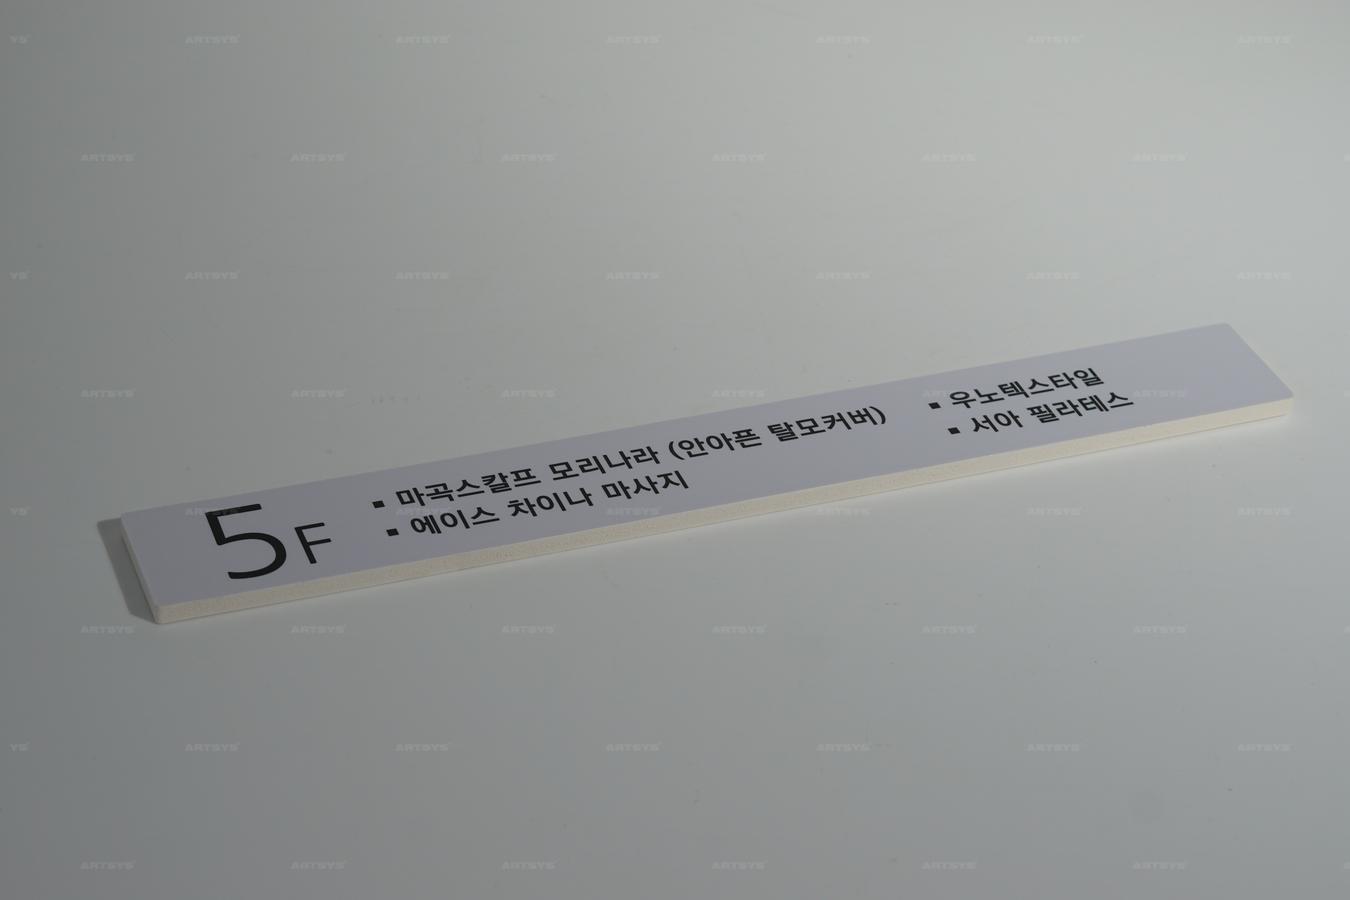 5F
▪ 마곡스칼프 모리나라 (안아픈 탈모커버)
▪ 에이스 차이나 마사지
▪ 우노텍스타일
▪ 서아 필라테스
ARTSYS